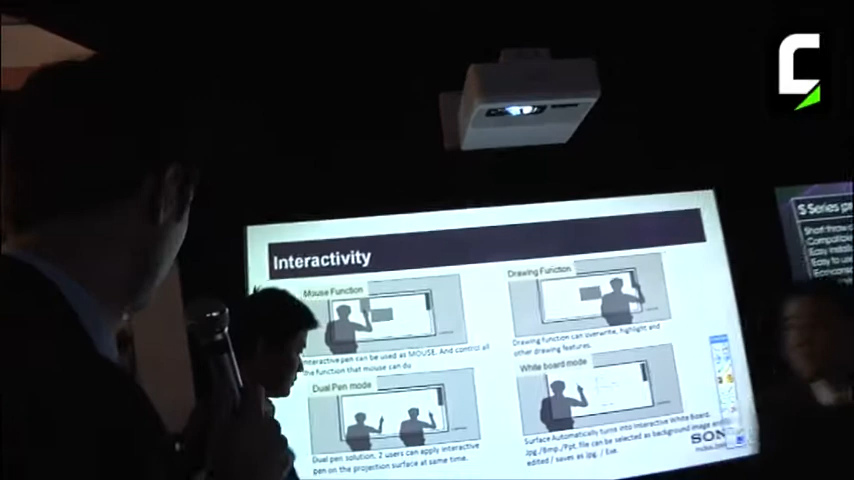 Interactivity
Mouse Function
Interactive pen can be used as MOUSE. And control all
the function that mouse can do
Drawing Function
Drawing function can overwrite, highlight and
other drawing features.
Dual Pen mode
Dual pen solution. 2 users can apply interactive
pen on the projection surface at same time.
White board mode
Surface Automatically turns into Interactive White Board.
Jpg/Bmp./Ppt. file can be selected as background image and
edited / saves as Jpg. / Exe.
S Series
Short throw
Compatible
Easy
Easy to use
Economic